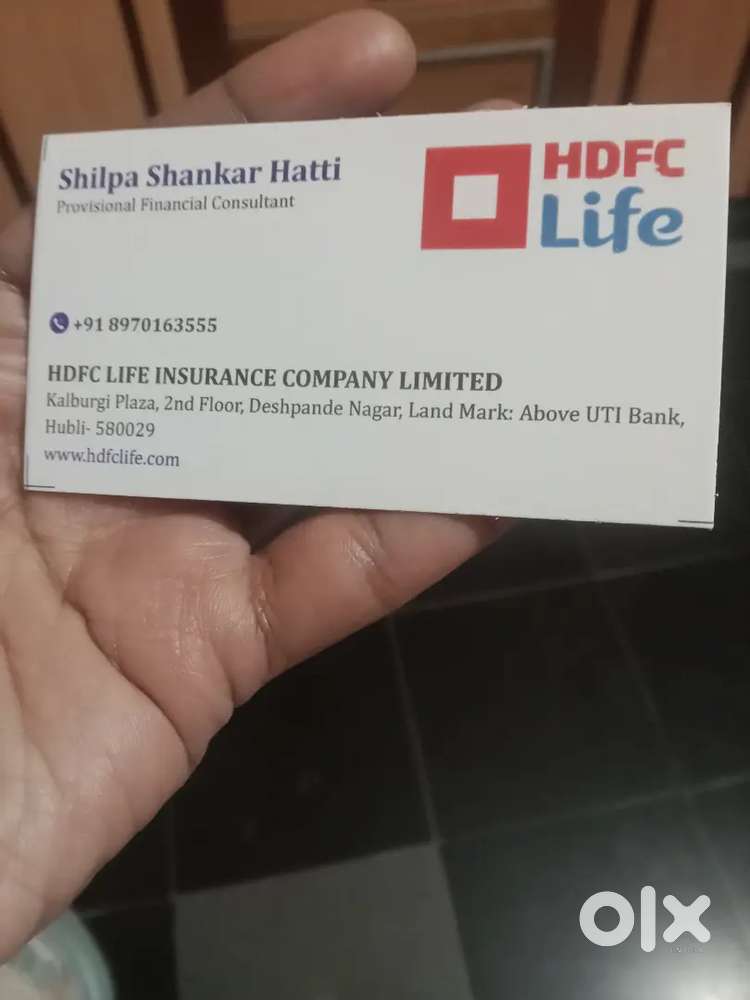 Shilpa Shankar Hatti
Provisional Financial Consultant
HDFC
Life
+91 8970163555
HDFC LIFE INSURANCE COMPANY LIMITED
Kalburgi Plaza, 2nd Floor, Deshpande Nagar, Land Mark: Above UTI Bank,
Hubli- 580029
www.hdfclife.com
olx